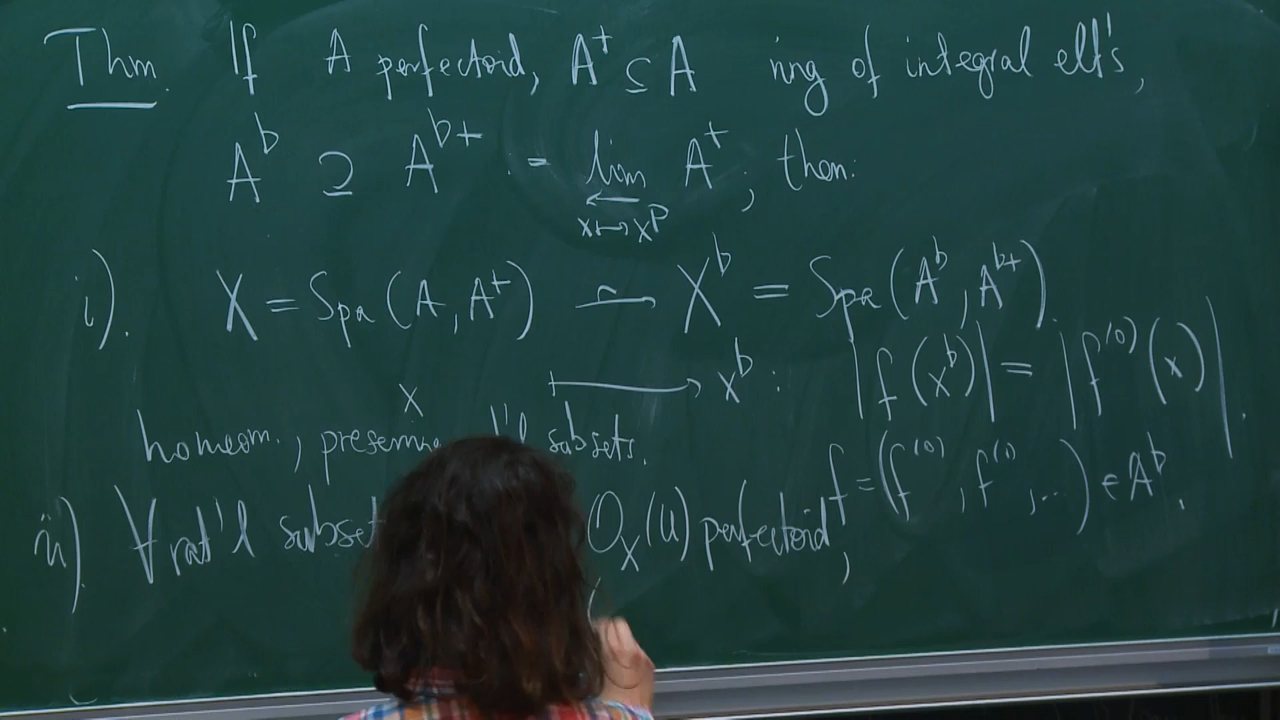 Thm. If A perfectoid, A⁺ ⊆ A ring of integral elt's,
A^b ⊇ A^{b+} := lim A⁺, then:
← x↦x^p
i). X = Spa(A, A⁺) ~→ X^b = Spa(A^b, A^{b+}).
x ↦ x^b : |f(x^b)| = |f^{(0)}(x)|.
homeom., 'l subsets. f = (f^{(0)}, f^{(1)}, ...) ∈ A^b.
ii). ∀ rat'l subset O_X(U) perfectoid,
(